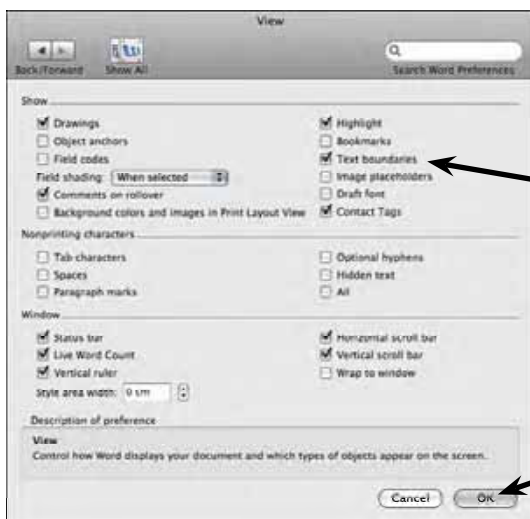 View
Back/Forward Show All Search Word Preferences
Show
Drawings
Object anchors
Field codes
Field shading: When selected
Comments on rollover
Background colors and images in Print Layout View
Highlight
Bookmarks
Text boundaries
Image placeholders
Draft font
Contact Tags
Nonprinting characters
Tab characters
Spaces
Paragraph marks
Optional hyphens
Hidden text
All
Window
Status bar
Live Word Count
Vertical ruler
Style area width: 0 cm
Horizontal scroll bar
Vertical scroll bar
Wrap to window
Description of preference
View
Control how Word displays your document and which types of objects appear on the screen.
Cancel OK